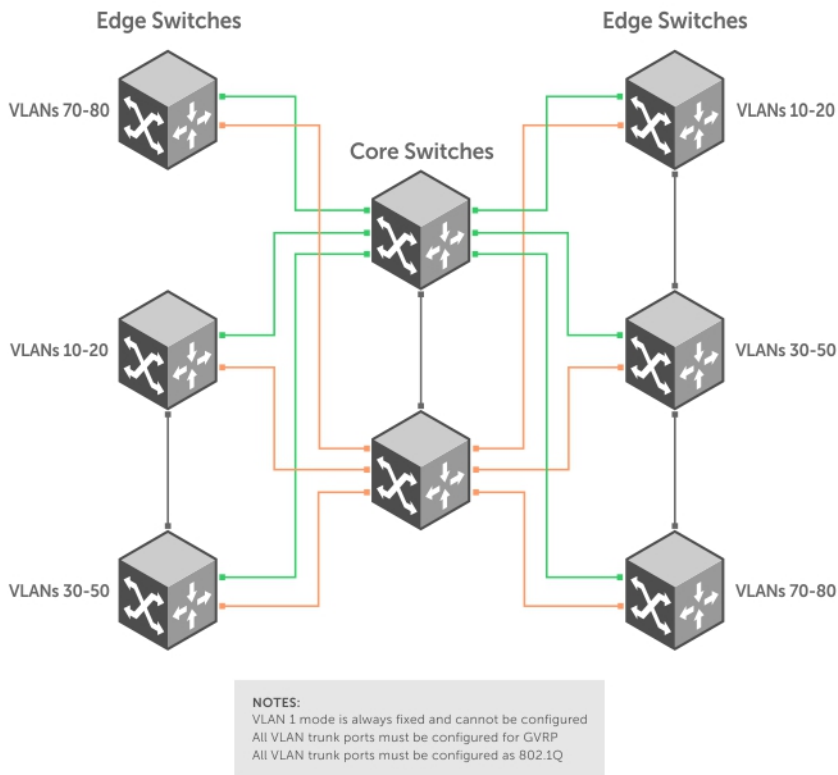 Edge Switches
Edge Switches
VLANs 70-80
VLANs 10-20
Core Switches
VLANs 10-20
VLANs 30-50
VLANs 30-50
VLANs 70-80
NOTES:
VLAN 1 mode is always fixed and cannot be configured
All VLAN trunk ports must be configured for GVRP
All VLAN trunk ports must be configured as 802.1Q